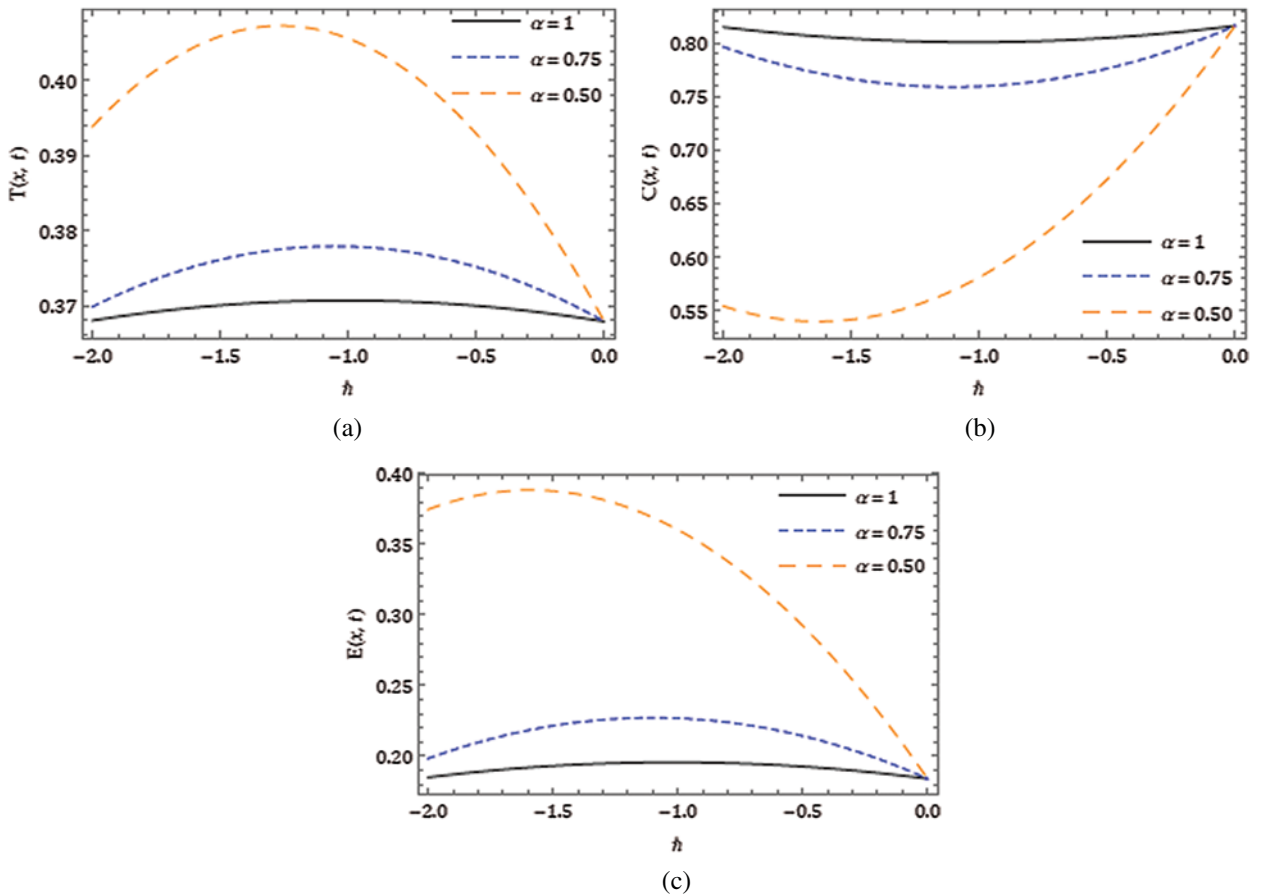 α = 1
α = 0.75
α = 0.50
0.40
0.39
0.38
0.37
T(x, t)
−2.0 −1.5 −1.0 −0.5 0.0
ℏ
(a)
0.80
0.75
0.70
0.65
0.60
0.55
C(x, t)
α = 1
α = 0.75
α = 0.50
−2.0 −1.5 −1.0 −0.5 0.0
ℏ
(b)
0.40
0.35
0.30
0.25
0.20
E(x, t)
α = 1
α = 0.75
α = 0.50
−2.0 −1.5 −1.0 −0.5 0.0
ℏ
(c)